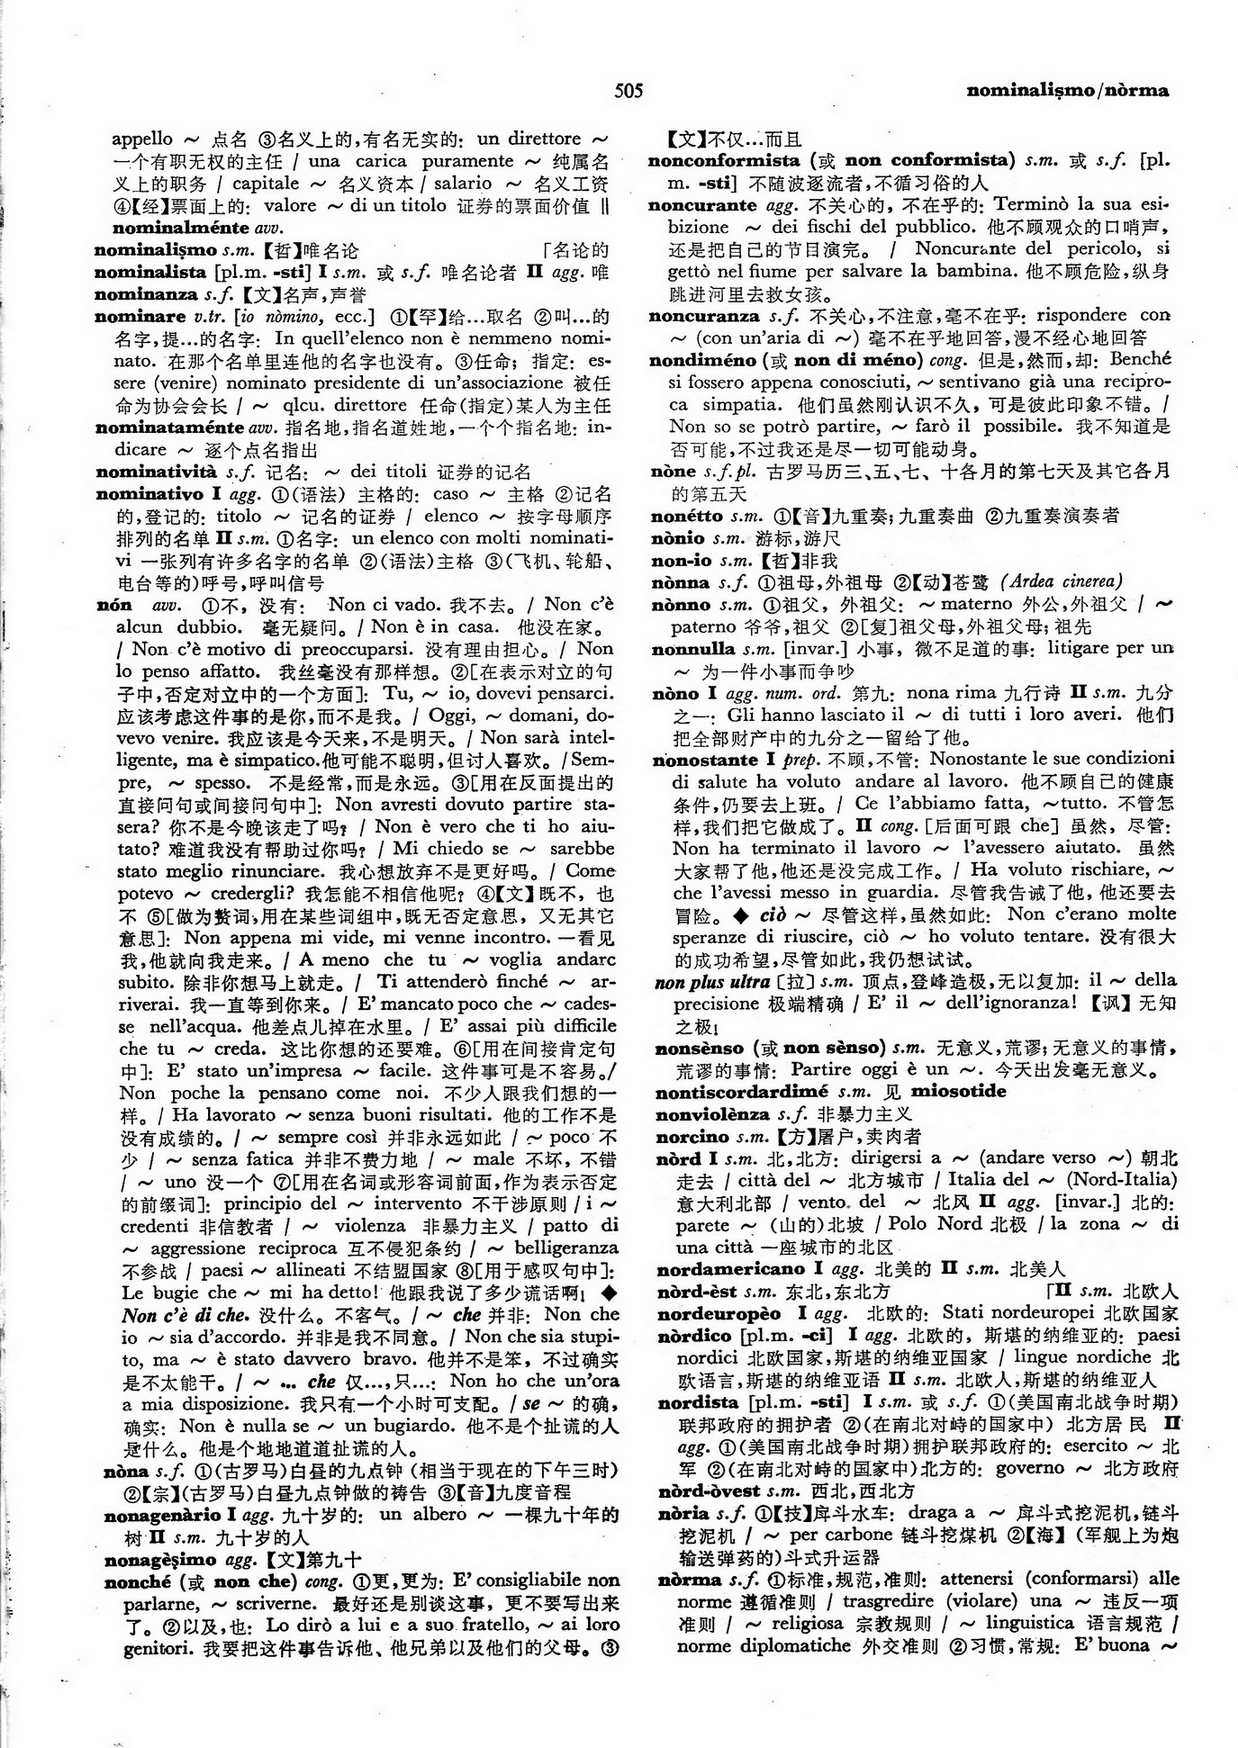 505
nominaliṣmo/nòrma
appello ～ 点名 ③名义上的,有名无实的: un direttore ～
一个有职无权的主任 / una carica puramente ～ 纯属名
义上的职务 / capitale ～ 名义资本 / salario ～ 名义工资
④【经】票面上的: valore ～ di un titolo 证券的票面价值 ‖
nominalménte avv.
nominaliṣmo s.m.【哲】唯名论 「名论的
nominalista [pl.m. -sti] I s.m. 或 s.f. 唯名论者 II agg. 唯
nominanza s.f.【文】名声,声誉
nominare v.tr. [io nòmino, ecc.] ①【罕】给…取名 ②叫…的
名字,提…的名字: In quell'elenco non è nemmeno nomi-
nato. 在那个名单里连他的名字也没有。③任命; 指定: es-
sere (venire) nominato presidente di un'associazione 被任
命为协会会长 / ～ qlcu. direttore 任命(指定)某人为主任
nominataménte avv. 指名地,指名道姓地,一个个指名地: in-
dicare ～ 逐个点名指出
nominatività s.f. 记名: ～ dei titoli 证券的记名
nominativo I agg. ①(语法) 主格的: caso ～ 主格 ②记名
的,登记的: titolo ～ 记名的证券 / elenco ～ 按字母顺序
排列的名单 II s.m. ①名字: un elenco con molti nominati-
vi 一张列有许多名字的名单 ②(语法)主格 ③(飞机、轮船、
电台等的)呼号,呼叫信号
nón avv. ①不, 没有: Non ci vado. 我不去。/ Non c'è
alcun dubbio. 毫无疑问。/ Non è in casa. 他没在家。
/ Non c'è motivo di preoccuparsi. 没有理由担心。/ Non
lo penso affatto. 我丝毫没有那样想。②[在表示对立的句
子中,否定对立中的一个方面]: Tu, ～ io, dovevi pensarci.
应该考虑这件事的是你,而不是我。/ Oggi, ～ domani, do-
vevo venire. 我应该是今天来,不是明天。/ Non sarà intel-
ligente, ma è simpatico.他可能不聪明,但讨人喜欢。/Sem-
pre, ～ spesso. 不是经常,而是永远。③[用在反面提出的
直接问句或间接问句中]: Non avresti dovuto partire sta-
sera? 你不是今晚该走了吗? / Non è vero che ti ho aiu-
tato? 难道我没有帮助过你吗? / Mi chiedo se ～ sarebbe
stato meglio rinunciare. 我心想放弃不是更好吗。/ Come
potevo ～ credergli? 我怎能不相信他呢? ④【文】既不, 也
不 ⑤[做为赘词,用在某些词组中,既无否定意思, 又无其它
意思]: Non appena mi vide, mi venne incontro. 一看见
我,他就向我走来。/ A meno che tu ～ voglia andarc
subito. 除非你想马上就走。/ Ti attenderò finché ～ ar-
riverai. 我一直等到你来。/ E' mancato poco che ～ cades-
se nell'acqua. 他差点儿掉在水里。/ E' assai più difficile
che tu ～ creda. 这比你想的还要难。⑥[用在间接肯定句
中]: E' stato un'impresa ～ facile. 这件事可是不容易。/
Non poche la pensano come noi. 不少人跟我们想的一
样。/ Ha lavorato ～ senza buoni risultati. 他的工作不是
没有成绩的。/ ～ sempre così 并非永远如此 / ～ poco 不
少 / ～ senza fatica 并非不费力地 / ～ male 不坏, 不错
/ ～ uno 没一个 ⑦[用在名词或形容词前面,作为表示否定
的前缀词]: principio del ～ intervento 不干涉原则 / i ～
credenti 非信教者 / ～ violenza 非暴力主义 / patto di
～ aggressione reciproca 互不侵犯条约 / ～ belligeranza
不参战 / paesi ～ allineati 不结盟国家 ⑧[用于感叹句中]:
Le bugie che ～ mi ha detto! 他跟我说了多少谎话啊! ◆
Non c'è di che. 没什么。不客气。/ ～ che 并非: Non che
io ～ sia d'accordo. 并非是我不同意。/ Non che sia stupi-
to, ma ～ è stato davvero bravo. 他并不是笨, 不过确实
是不太能干。/ ～ … che 仅…,只…: Non ho che un'ora
a mia disposizione. 我只有一个小时可支配。/ se ～ 的确,
确实: Non è nulla se ～ un bugiardo. 他不是个扯谎的人
是什么。他是个地地道道扯谎的人。
nòna s.f. ①(古罗马)白昼的九点钟 (相当于现在的下午三时)
②【宗】(古罗马)白昼九点钟做的祷告 ③【音】九度音程
nonagenàrio I agg. 九十岁的: un albero ～ 一棵九十年的
树 II s.m. 九十岁的人
nonagèṣimo agg.【文】第九十
nonché (或 non che) cong. ①更,更为: E' consigliabile non
parlarne, ～ scriverne. 最好还是别谈这事, 更不要写出来
了。②以及,也: Lo dirò a lui e a suo fratello, ～ ai loro
genitori. 我要把这件事告诉他、他兄弟以及他们的父母。③
【文】不仅…而且
nonconformista (或 non conformista) s.m. 或 s.f. [pl.
m. -sti] 不随波逐流者,不循习俗的人
noncurante agg. 不关心的, 不在乎的: Terminò la sua esi-
bizione ～ dei fischi del pubblico. 他不顾观众的口哨声,
还是把自己的节目演完。 / Noncurante del pericolo, si
gettò nel fiume per salvare la bambina. 他不顾危险,纵身
跳进河里去救女孩。
noncuranza s.f. 不关心,不注意,毫不在乎: rispondere con
～ (con un'aria di ～) 毫不在乎地回答,漫不经心地回答
nondiméno (或 non di méno) cong. 但是,然而,却: Benché
si fossero appena conosciuti, ～ sentivano già una recipro-
ca simpatia. 他们虽然刚认识不久, 可是彼此印象不错。/
Non so se potrò partire, ～ farò il possibile. 我不知道是
否可能,不过我还是尽一切可能动身。
nòne s.f.pl. 古罗马历三、五、七、十各月的第七天及其它各月
的第五天
nonétto s.m. ①【音】九重奏; 九重奏曲 ②九重奏演奏者
nònio s.m. 游标,游尺
non-io s.m.【哲】非我
nònna s.f. ①祖母,外祖母 ②【动】苍鹭 (Ardea cinerea)
nònno s.m. ①祖父, 外祖父: ～ materno 外公,外祖父 / ～
paterno 爷爷,祖父 ②[复]祖父母,外祖父母; 祖先
nonnulla s.m. [invar.] 小事, 微不足道的事: litigare per un
～ 为一件小事而争吵
nòno I agg. num. ord. 第九: nona rima 九行诗 II s.m. 九分
之一: Gli hanno lasciato il ～ di tutti i loro averi. 他们
把全部财产中的九分之一留给了他。
nonostante I prep. 不顾,不管: Nonostante le sue condizioni
di salute ha voluto andare al lavoro. 他不顾自己的健康
条件,仍要去上班。/ Ce l'abbiamo fatta, ～tutto. 不管怎
样,我们把它做成了。II cong. [后面可跟 che] 虽然, 尽管:
Non ha terminato il lavoro ～ l'avessero aiutato. 虽然
大家帮了他,他还是没完成工作。/ Ha voluto rischiare, ～
che l'avessi messo in guardia. 尽管我告诫了他, 他还要去
冒险。◆ ciò ～ 尽管这样,虽然如此: Non c'erano molte
speranze di riuscire, ciò ～ ho voluto tentare. 没有很大
的成功希望,尽管如此,我仍想试试。
non plus ultra [拉] s.m. 顶点,登峰造极,无以复加: il ～ della
precisione 极端精确 / E' il ～ dell'ignoranza! 【讽】无知
之极!
nonsènso (或 non sènso) s.m. 无意义,荒谬; 无意义的事情,
荒谬的事情: Partire oggi è un ～. 今天出发毫无意义。
nontiscordardimé s.m. 见 miosotide
nonviolènza s.f. 非暴力主义
norcino s.m.【方】屠户,卖肉者
nòrd I s.m. 北,北方: dirigersi a ～ (andare verso ～) 朝北
走去 / città del ～ 北方城市 / Italia del ～ (Nord-Italia)
意大利北部 / vento del ～ 北风 II agg. [invar.] 北的:
parete ～ (山的)北坡 / Polo Nord 北极 / la zona ～ di
una città 一座城市的北区
nordamericano I agg. 北美的 II s.m. 北美人
nòrd-èst s.m. 东北,东北方 「II s.m. 北欧人
nordeuropèo I agg. 北欧的: Stati nordeuropei 北欧国家
nòrdico [pl.m. -ci] I agg. 北欧的, 斯堪的纳维亚的: paesi
nordici 北欧国家,斯堪的纳维亚国家 / lingue nordiche 北
欧语言,斯堪的纳维亚语 II s.m. 北欧人,斯堪的纳维亚人
nordista [pl.m. -sti] I s.m. 或 s.f. ①(美国南北战争时期)
联邦政府的拥护者 ②(在南北对峙的国家中) 北方居民 II
agg. ①(美国南北战争时期)拥护联邦政府的: esercito ～ 北
军 ②(在南北对峙的国家中)北方的: governo ～ 北方政府
nòrd-òvest s.m. 西北,西北方
nòria s.f. ①【技】戽斗水车: draga a ～ 戽斗式挖泥机,链斗
挖泥机 / ～ per carbone 链斗挖煤机 ②【海】(军舰上为炮
输送弹药的)斗式升运器
nòrma s.f. ①标准,规范,准则: attenersi (conformarsi) alle
norme 遵循准则 / trasgredire (violare) una ～ 违反一项
准则 / ～ religiosa 宗教规则 / ～ linguistica 语言规范 /
norme diplomatiche 外交准则 ②习惯,常规: E' buona ～